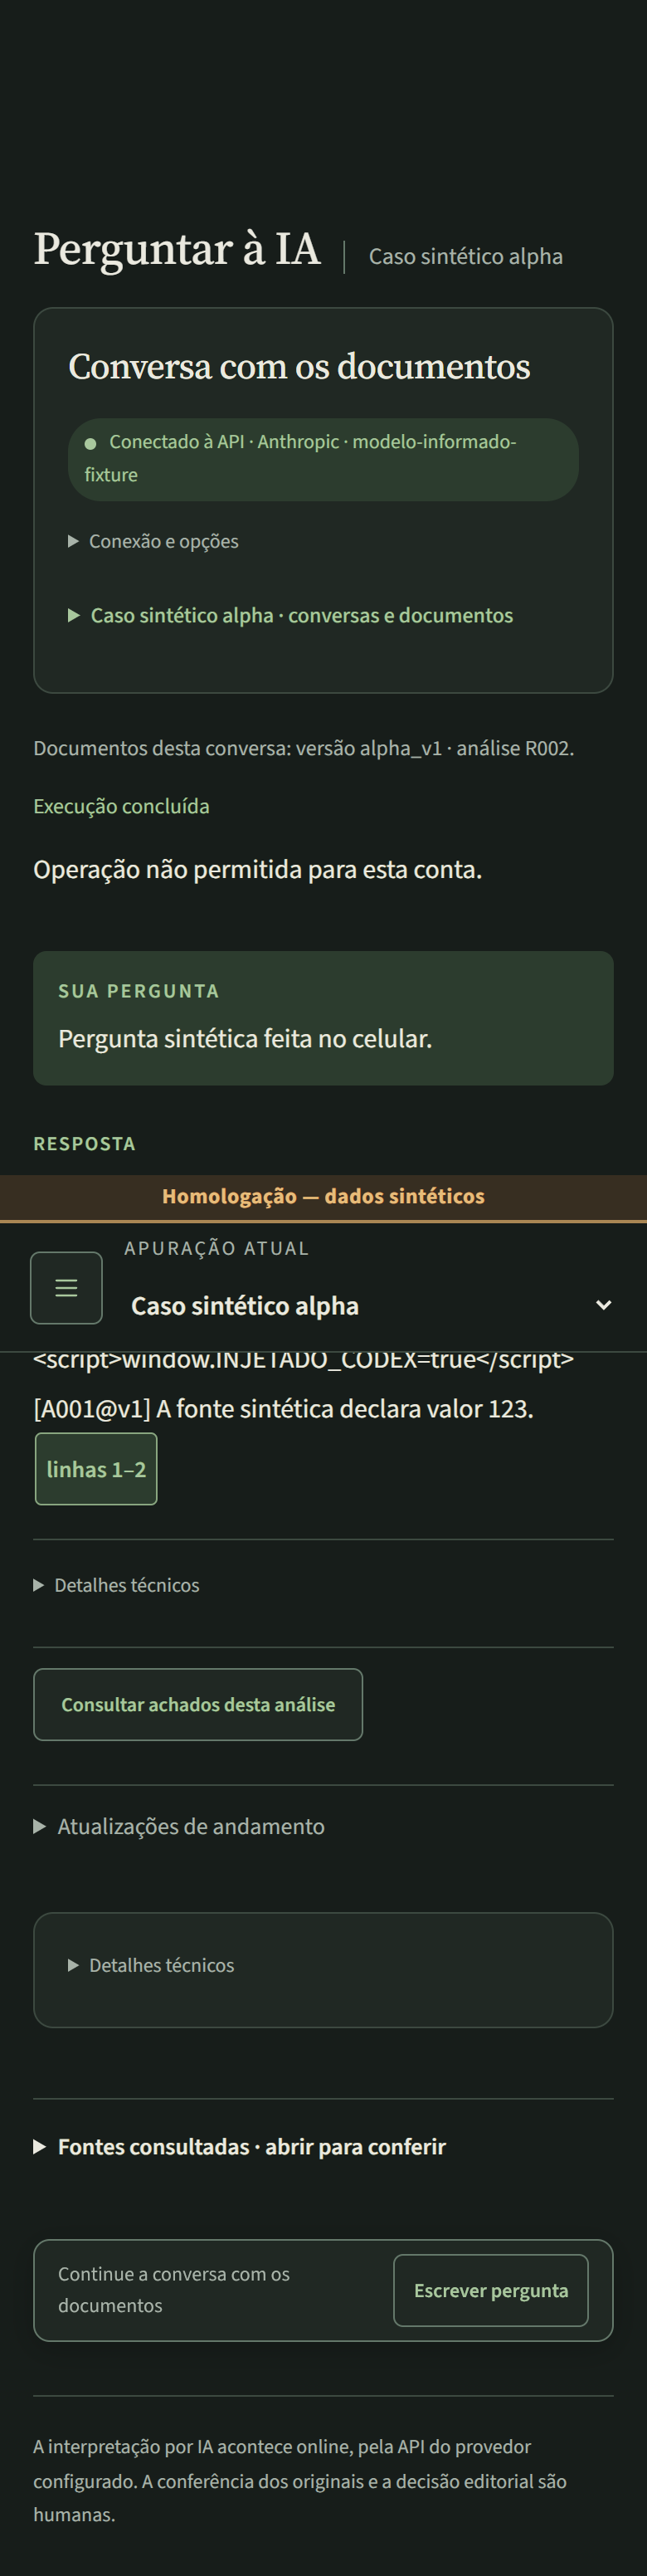 Perguntar à IA
Caso sintético alpha
Conversa com os documentos
Conectado à API · Anthropic · modelo-informado-
fixture
Conexão e opções
Caso sintético alpha · conversas e documentos
Documentos desta conversa: versão alpha_v1 · análise R002.
Execução concluída
Operação não permitida para esta conta.
SUA PERGUNTA
Pergunta sintética feita no celular.
RESPOSTA
Homologação — dados sintéticos
APURAÇÃO ATUAL
Caso sintético alpha
<script>window.INJETADO_CODEX=true</script>
[A001@v1] A fonte sintética declara valor 123.
linhas 1–2
Detalhes técnicos
Consultar achados desta análise
Atualizações de andamento
Detalhes técnicos
Fontes consultadas · abrir para conferir
Continue a conversa com os
documentos
Escrever pergunta
A interpretação por IA acontece online, pela API do provedor
configurado. A conferência dos originais e a decisão editorial são
humanas.